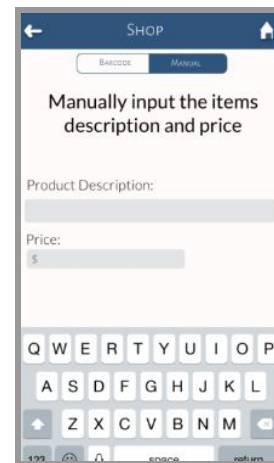 Shop
Barcode Manual
Manually input the items
description and price
Product Description:
Price:
$
Q W E R T Y U I O P
A S D F G H J K L
Z X C V B N M
123 space return